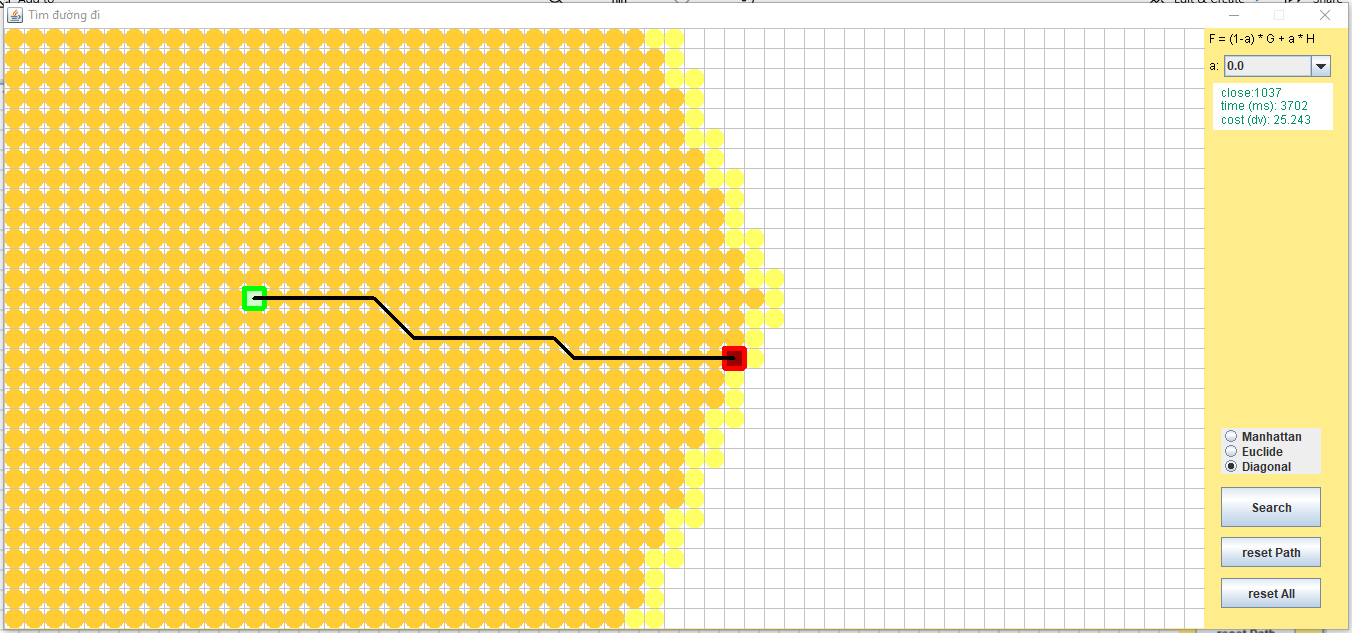 Tìm đường đi
F = (1-a) * G + a * H
a: 0.0
close:1037
time (ms): 3702
cost (dv): 25.243
Manhattan
Euclide
Diagonal
Search
reset Path
reset All